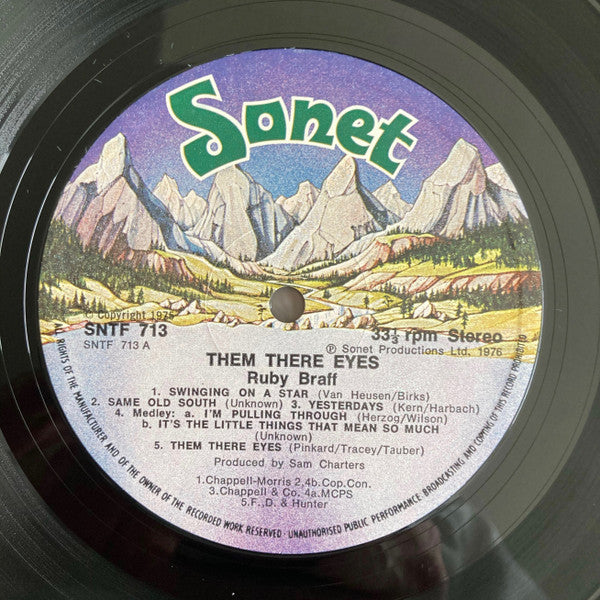 Sonet
© Copyright 1975
SNTF 713
SNTF 713 A
33⅓ rpm Stereo
℗ Sonet Productions Ltd. 1976
THEM THERE EYES
Ruby Braff
1. SWINGING ON A STAR (Van Heusen/Birks)
2. SAME OLD SOUTH (Unknown) 3. YESTERDAYS (Kern/Harbach)
4. Medley: a. I'M PULLING THROUGH (Herzog/Wilson)
b. IT'S THE LITTLE THINGS THAT MEAN SO MUCH
(Unknown)
5. THEM THERE EYES (Pinkard/Tracey/Tauber)
Produced by Sam Charters
1.Chappell-Morris 2,4b.Cop.Con.
3.Chappell & Co. 4a.MCPS
5.F.,D. & Hunter
ALL RIGHTS OF THE MANUFACTURER AND OF THE OWNER OF THE RECORDED WORK RESERVED · UNAUTHORISED PUBLIC PERFORMANCE BROADCASTING AND COPYING OF THIS RECORD PROHIBITED